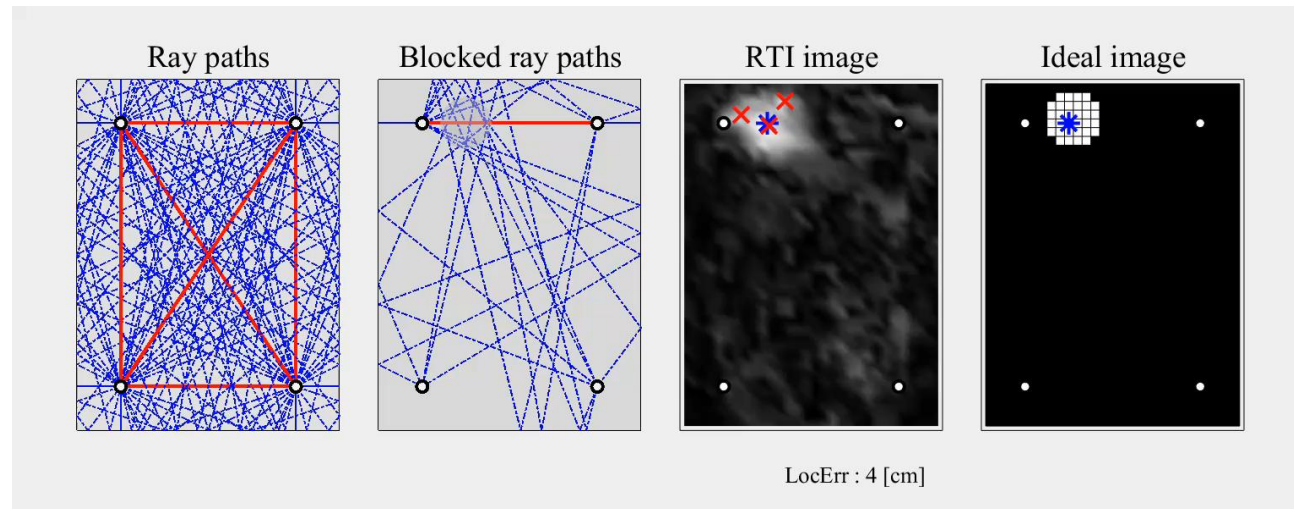 Ray paths
Blocked ray paths
RTI image
Ideal image
LocErr : 4 [cm]